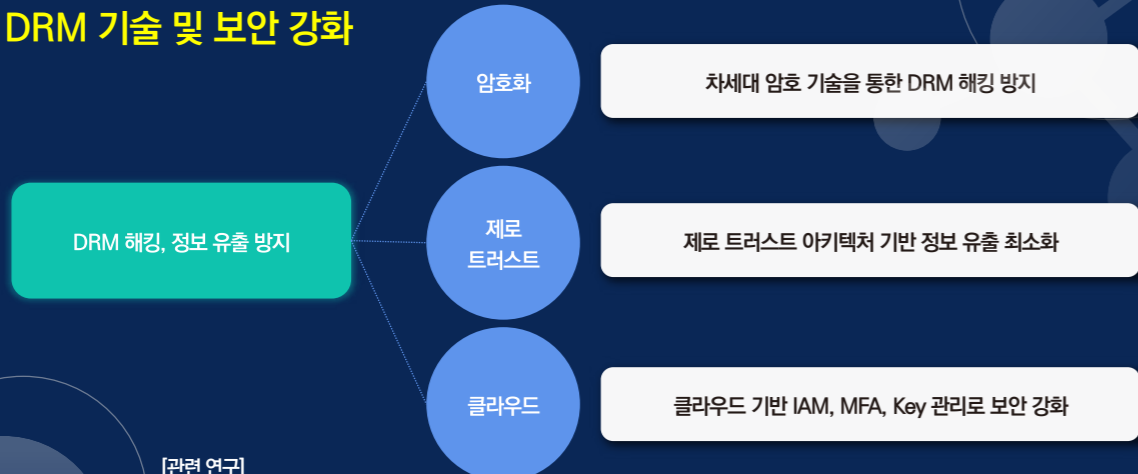 DRM 기술 및 보안 강화
암호화
차세대 암호 기술을 통한 DRM 해킹 방지
DRM 해킹, 정보 유출 방지
제로
트러스트
제로 트러스트 아키텍처 기반 정보 유출 최소화
클라우드
클라우드 기반 IAM, MFA, Key 관리로 보안 강화
[관련 연구]